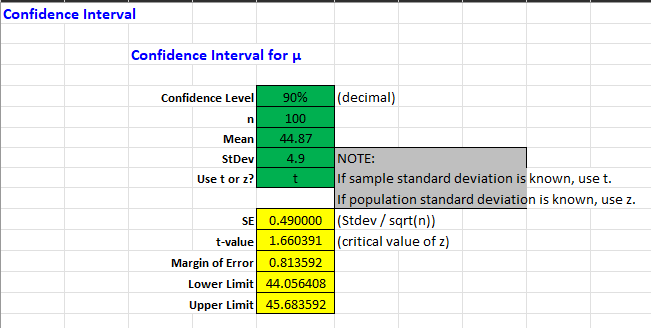 Confidence Interval
Confidence Interval for μ
Confidence Level 90% (decimal)
n 100
Mean 44.87
StDev 4.9 NOTE:
Use t or z? t If sample standard deviation is known, use t.
If population standard deviation is known, use z.
SE 0.490000 (Stdev / sqrt(n))
t-value 1.660391 (critical value of z)
Margin of Error 0.813592
Lower Limit 44.056408
Upper Limit 45.683592